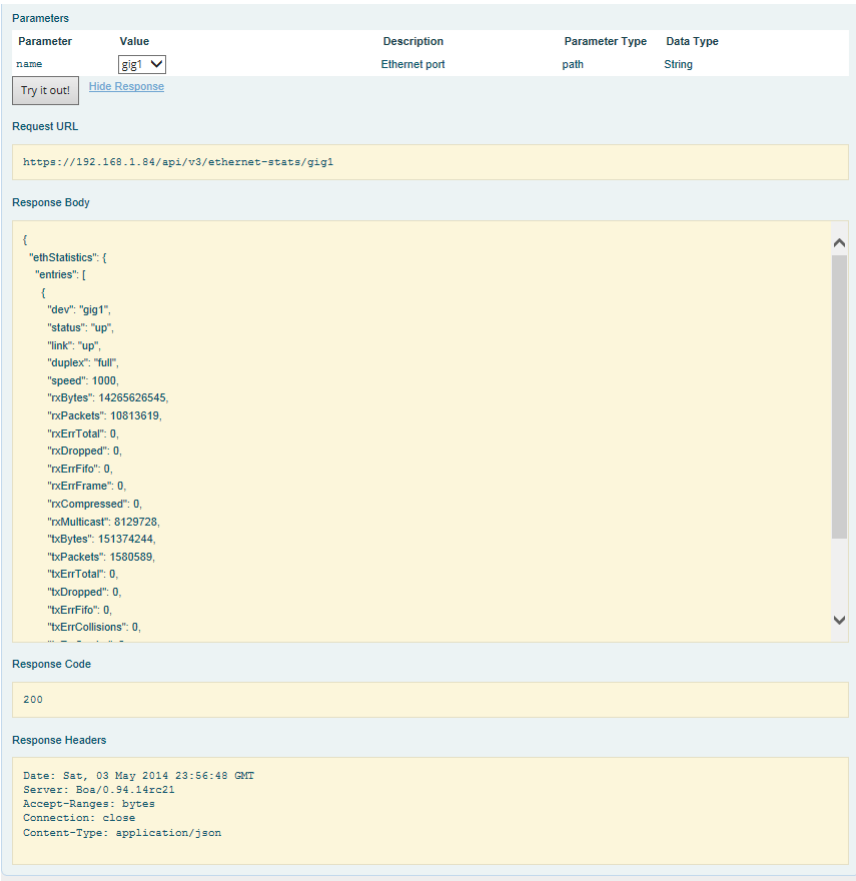 Parameters
Parameter Value Description Parameter Type Data Type
name gig1 Ethernet port path String
Try it out! Hide Response
Request URL
https://192.168.1.84/api/v3/ethernet-stats/gig1
Response Body
{
"ethStatistics": {
"entries": [
{
"dev": "gig1",
"status": "up",
"link": "up",
"duplex": "full",
"speed": 1000,
"rxBytes": 14265626545,
"rxPackets": 10813619,
"rxErrTotal": 0,
"rxDropped": 0,
"rxErrFifo": 0,
"rxErrFrame": 0,
"rxCompressed": 0,
"rxMulticast": 8129728,
"txBytes": 151374244,
"txPackets": 1580589,
"txErrTotal": 0,
"txDropped": 0,
"txErrFifo": 0,
"txErrCollisions": 0,
Response Code
200
Response Headers
Date: Sat, 03 May 2014 23:56:48 GMT
Server: Boa/0.94.14rc21
Accept-Ranges: bytes
Connection: close
Content-Type: application/json